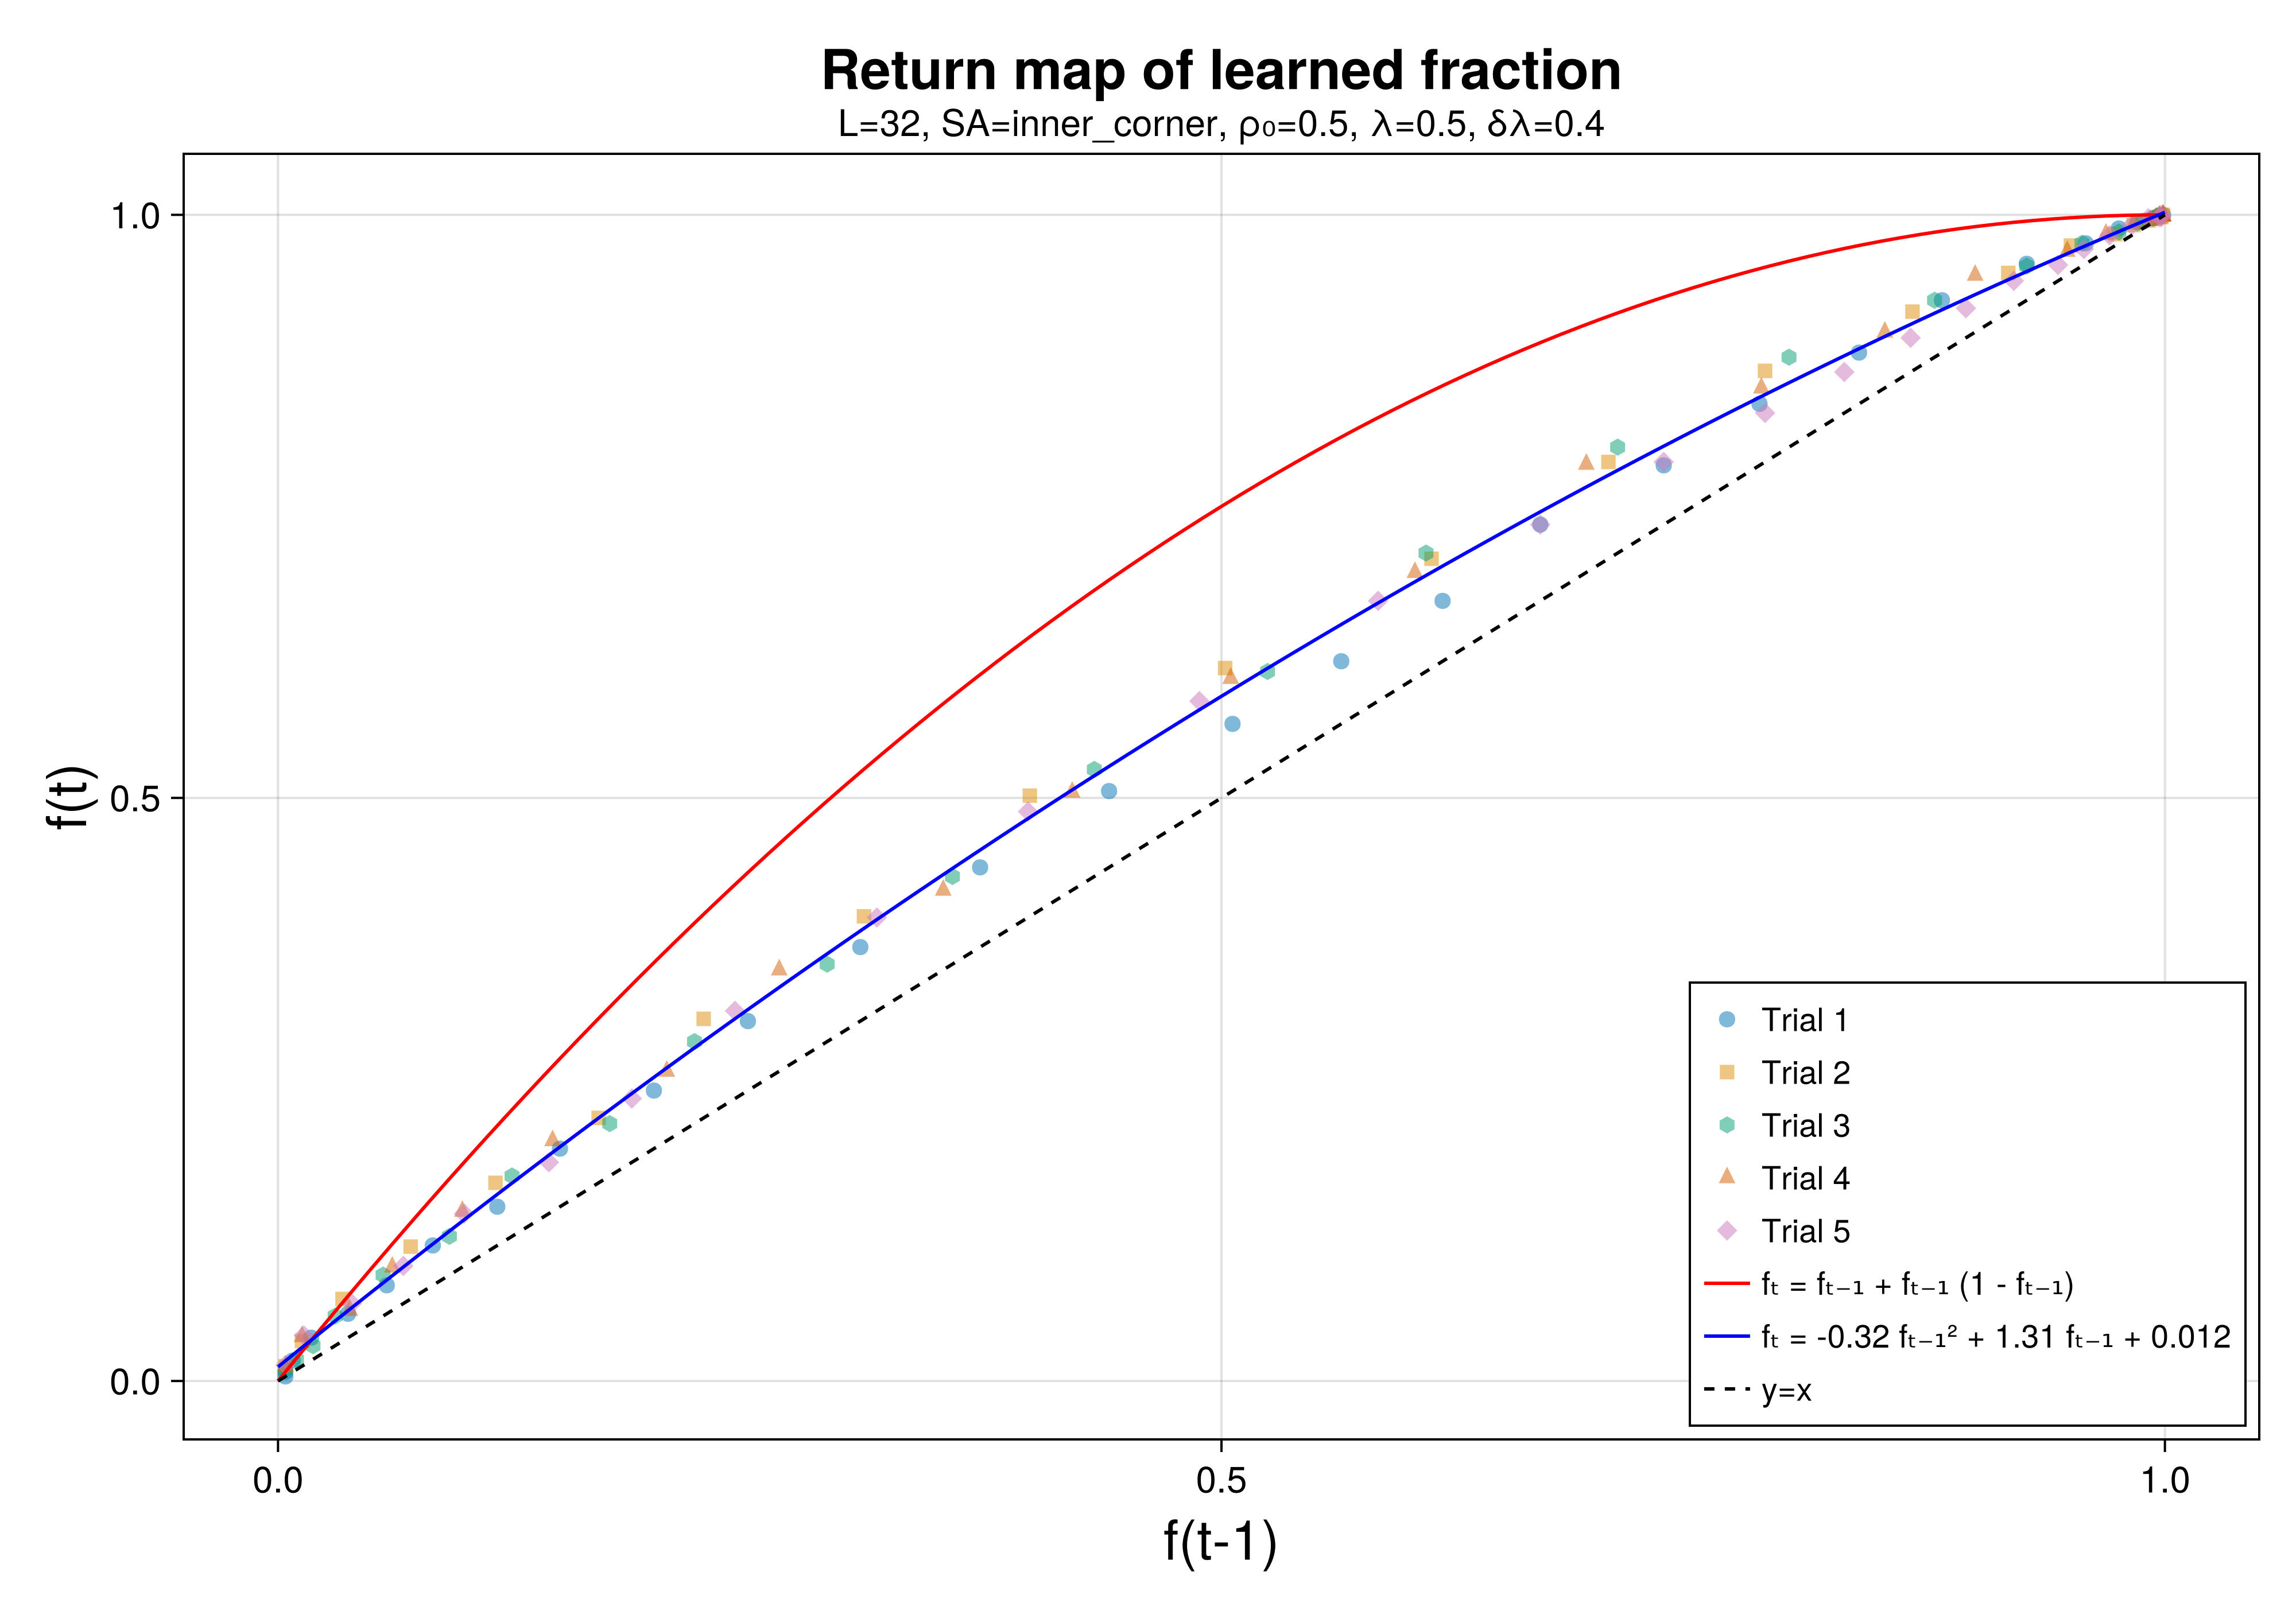 Return map of learned fraction
L=32, SA=inner_corner, ρ₀=0.5, λ=0.5, δλ=0.4
1.0
0.5
0.0
f(t)
0.0
0.5
1.0
f(t-1)
Trial 1
Trial 2
Trial 3
Trial 4
Trial 5
fₜ = fₜ₋₁ + fₜ₋₁ (1 - fₜ₋₁)
fₜ = -0.32 fₜ₋₁² + 1.31 fₜ₋₁ + 0.012
y=x